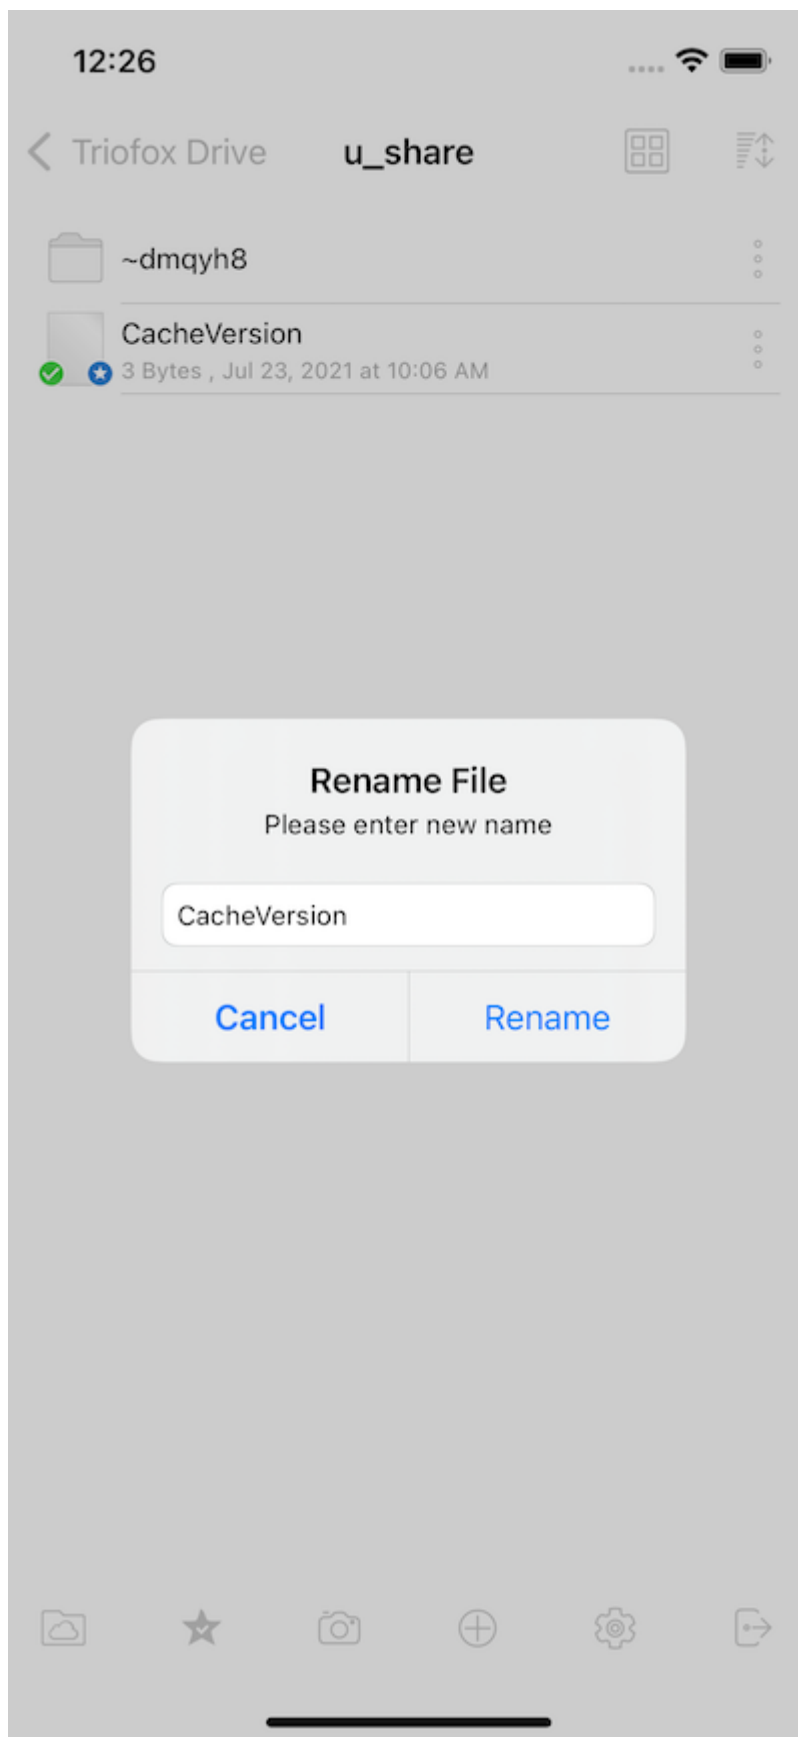 12:26
Triofox Drive u_share
~dmqyh8
CacheVersion
3 Bytes , Jul 23, 2021 at 10:06 AM
Rename File
Please enter new name
CacheVersion
Cancel Rename